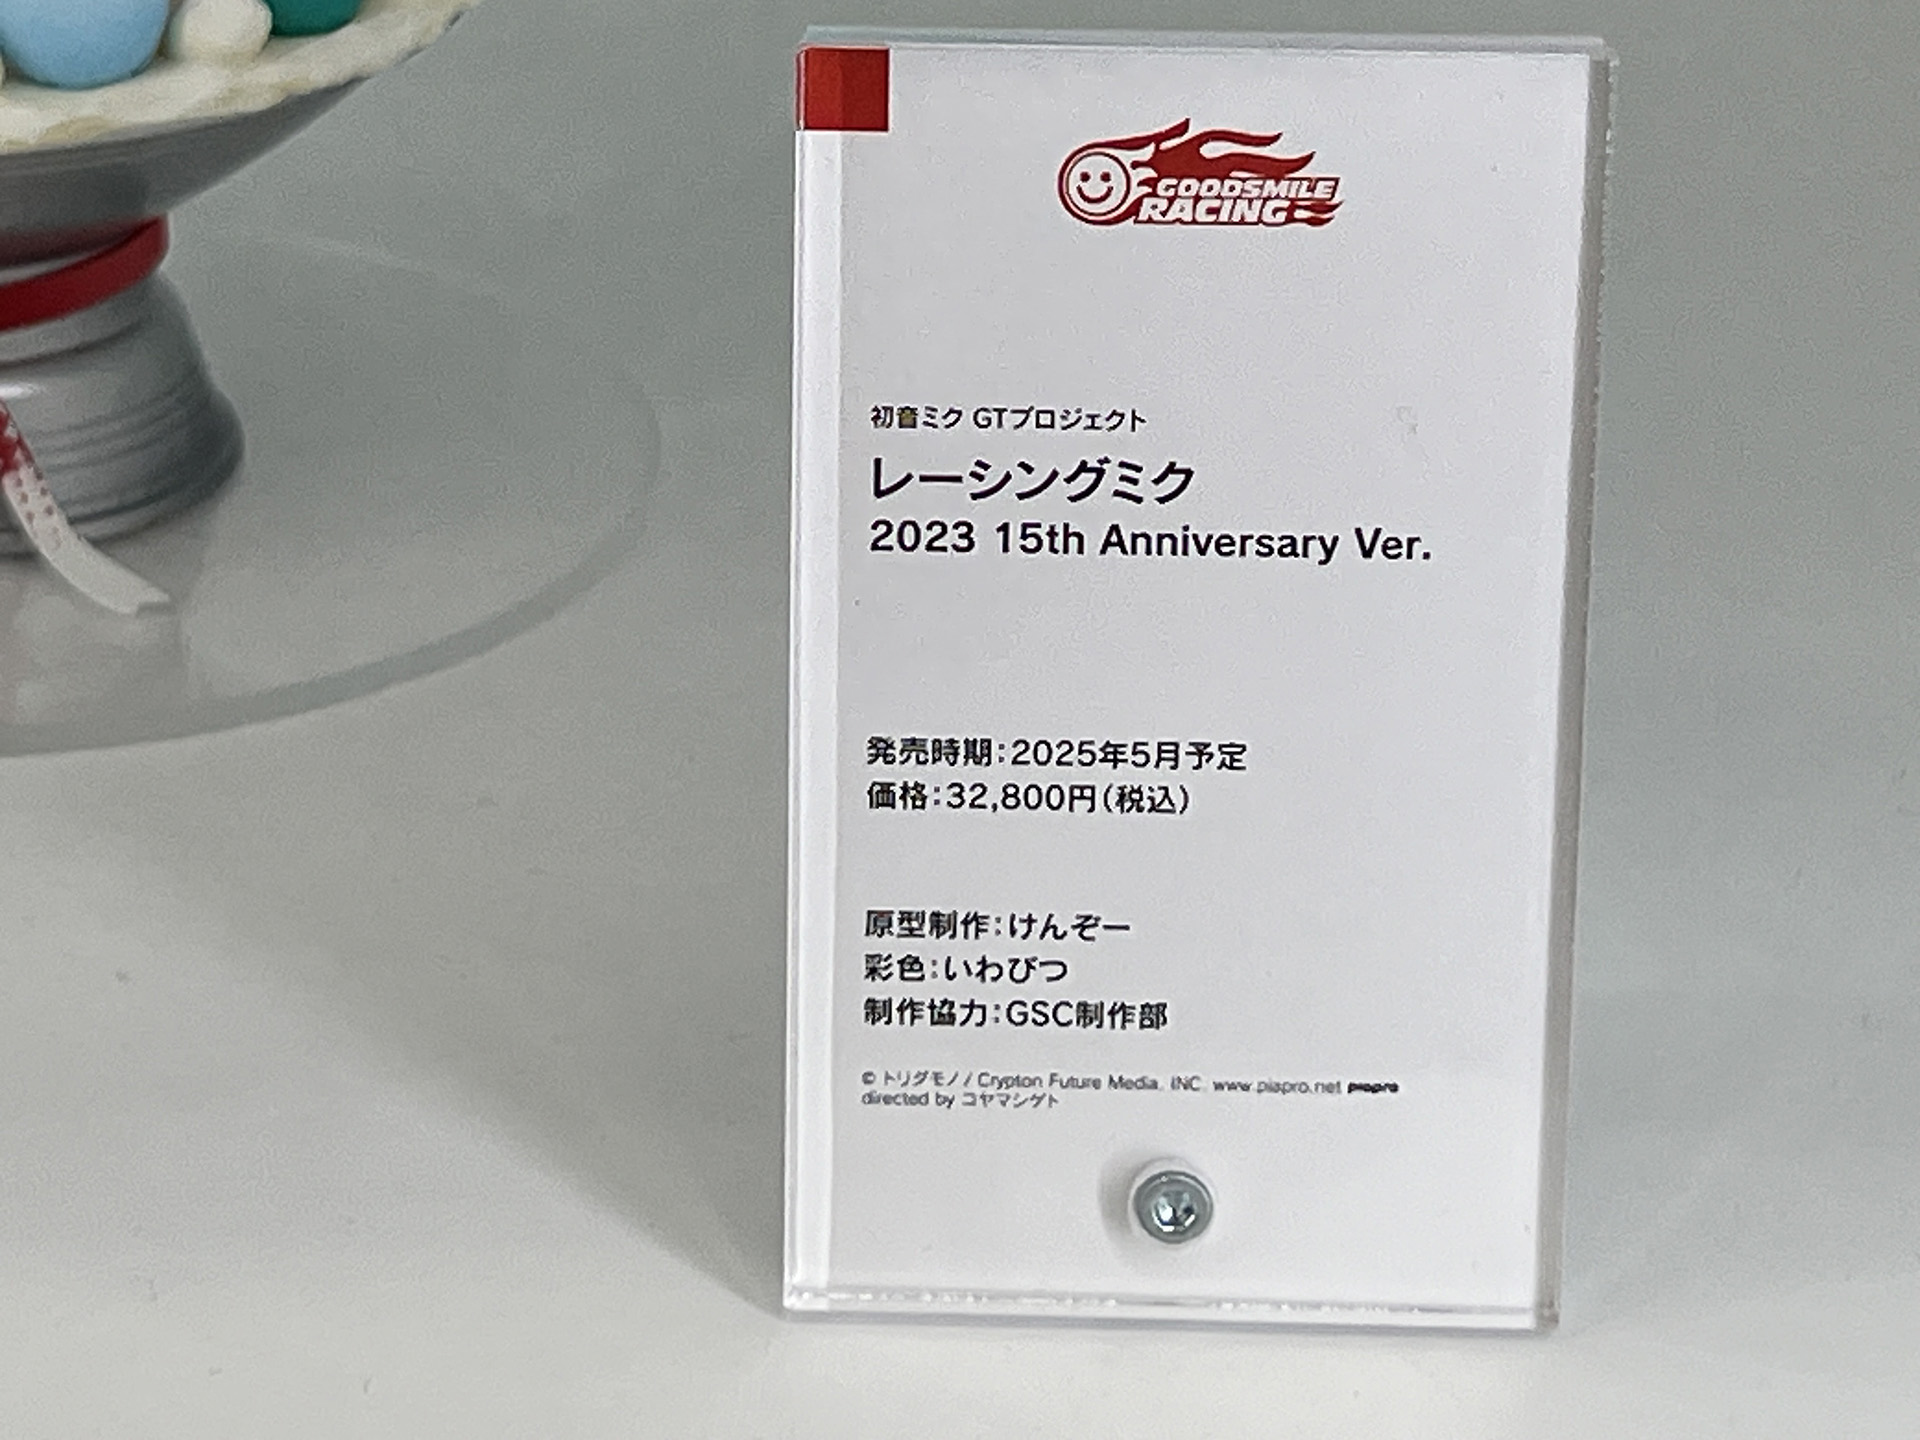 GOODSMILE
RACING
初音ミク GTプロジェクト
レーシングミク
2023 15th Anniversary Ver.
発売時期:2025年5月予定
価格:32,800円(税込)
原型制作:けんぞー
彩色:いわびつ
制作協力:GSC制作部
© トリダモノ / Crypton Future Media, INC. www.piapro.net piapro
directed by コヤマシゲト